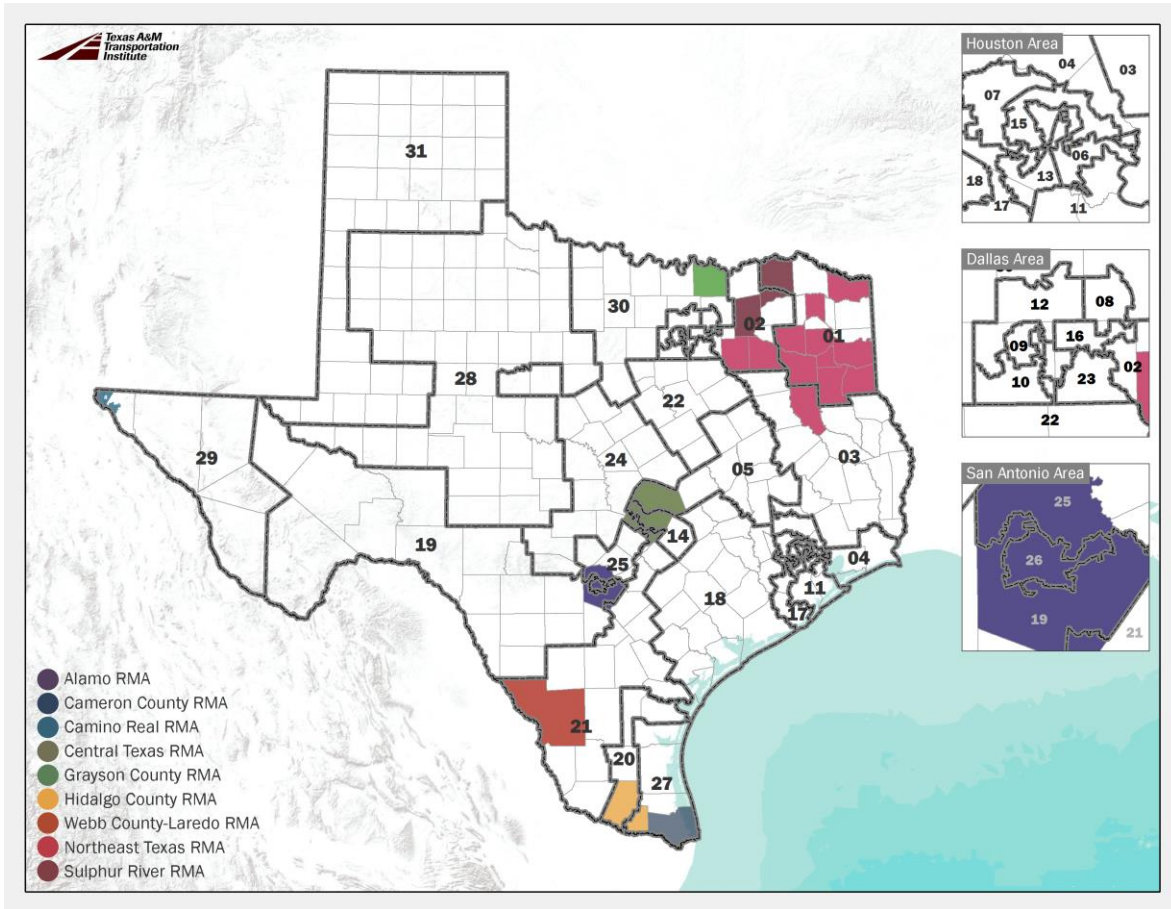 Texas A&M
Transportation
Institute
31
30
02
01
28
22
29
24
05
03
19
14
25
04
18
11
17
21
20
27
Alamo RMA
Cameron County RMA
Camino Real RMA
Central Texas RMA
Grayson County RMA
Hidalgo County RMA
Webb County-Laredo RMA
Northeast Texas RMA
Sulphur River RMA
Houston Area
04
03
07
15
06
13
18
17
11
Dallas Area
12
08
16
09
02
10
23
22
San Antonio Area
25
26
19
21